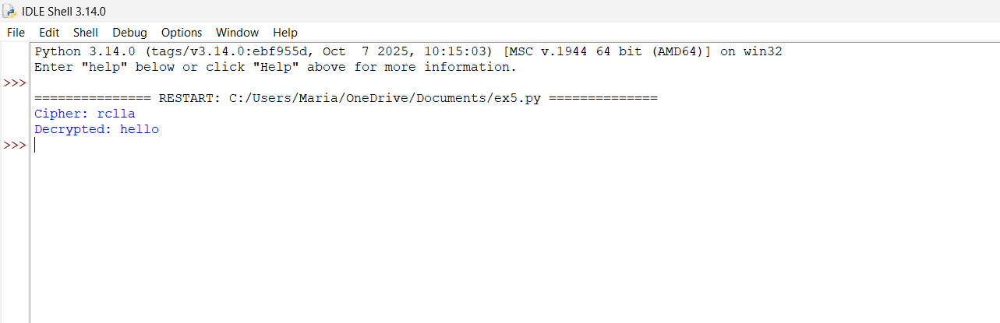 IDLE Shell 3.14.0
File Edit Shell Debug Options Window Help
Python 3.14.0 (tags/v3.14.0:ebf955d, Oct  7 2025, 10:15:03) [MSC v.1944 64 bit (AMD64)] on win32
Enter "help" below or click "Help" above for more information.
>>>
=============== RESTART: C:/Users/Maria/OneDrive/Documents/ex5.py ==============
Cipher: rclla
Decrypted: hello
>>>